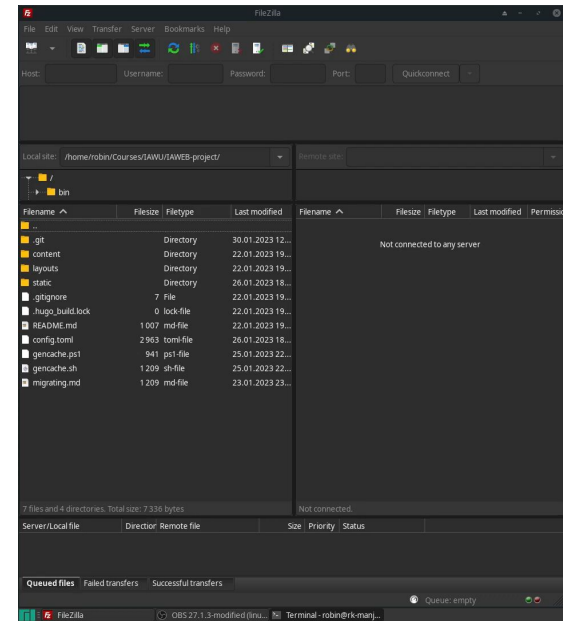 FileZilla
File Edit View Transfer Server Bookmarks Help
Host: Username: Password: Port: Quickconnect
Local site: /home/robin/Courses/IAWU/IAWEB-project/
Remote site:
/
bin
Filename Filesize Filetype Last modified
..
.git Directory 30.01.2023 12...
content Directory 22.01.2023 19...
layouts Directory 22.01.2023 19...
static Directory 26.01.2023 18...
.gitignore 7 File 22.01.2023 19...
.hugo_build.lock 0 lock-file 22.01.2023 19...
README.md 1 007 md-file 22.01.2023 19...
config.toml 2 963 toml-file 26.01.2023 18...
gencache.ps1 941 ps1-file 25.01.2023 22...
gencache.sh 1 209 sh-file 25.01.2023 22...
migrating.md 1 209 md-file 23.01.2023 23...
7 files and 4 directories. Total size: 7 336 bytes
Filename Filesize Filetype Last modified Permissio
Not connected to any server
Not connected.
Server/Local file Direction Remote file Size Priority Status
Queued files Failed transfers Successful transfers
Queue: empty
FileZilla OBS 27.1.3-modified (linu... Terminal - robin@rk-manj...